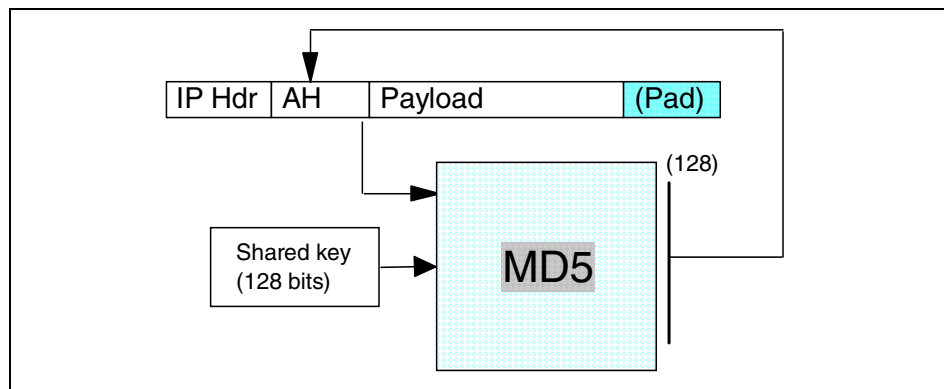 IP Hdr AH Payload (Pad)
(128)
Shared key
(128 bits)
MD5